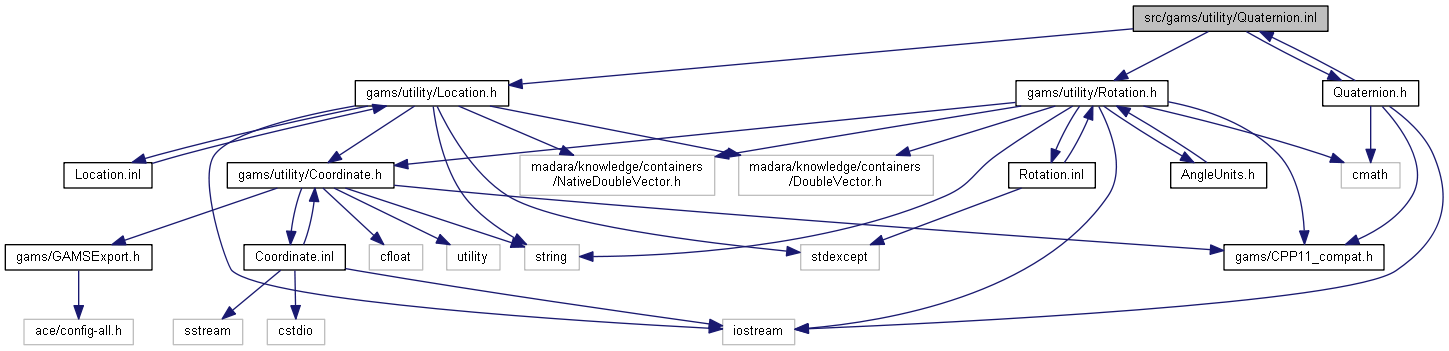 src/gams/utility/Quaternion.inl
gams/utility/Location.h
gams/utility/Rotation.h
Quaternion.h
Location.inl
gams/utility/Coordinate.h
madara/knowledge/containers
/NativeDoubleVector.h
madara/knowledge/containers
/DoubleVector.h
Rotation.inl
AngleUnits.h
cmath
gams/GAMSExport.h
Coordinate.inl
cfloat
utility
string
stdexcept
gams/CPP11_compat.h
ace/config-all.h
sstream
cstdio
iostream